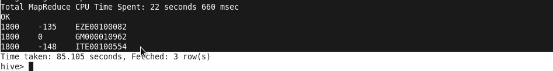 Total MapReduce CPU Time Spent: 22 seconds 660 msec
OK
1800 -135 EZE00100082
1800 0 GM000010962
1800 -148 ITE00100554
Time taken: 85.105 seconds, Fetched: 3 row(s)
hive>